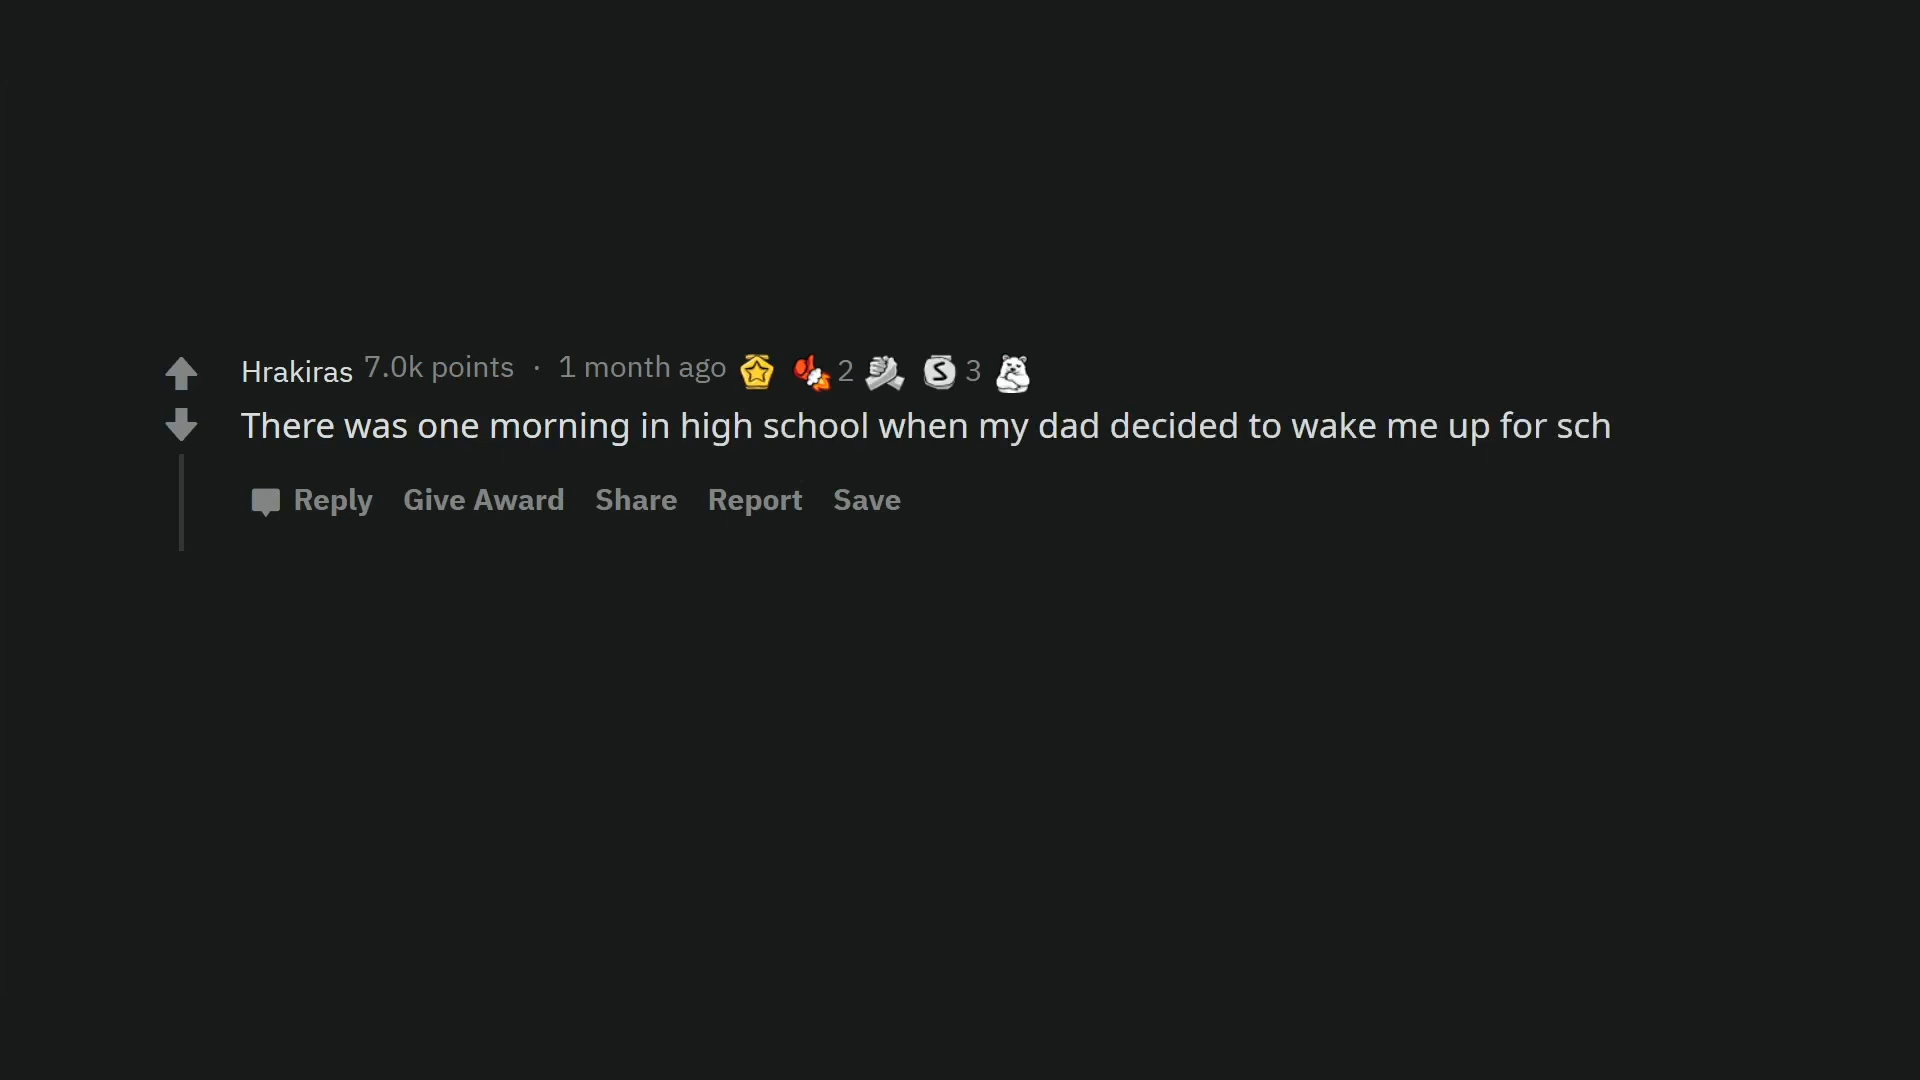 Hrakiras 7.0k points · 1 month ago 2 S 3
There was one morning in high school when my dad decided to wake me up for sch
Reply Give Award Share Report Save